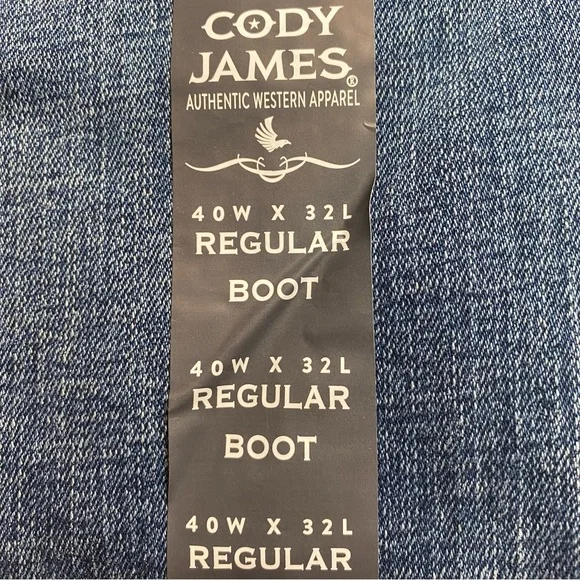 CODY
JAMES®
AUTHENTIC WESTERN APPAREL
40W X 32L
REGULAR
BOOT
40W X 32L
REGULAR
BOOT
40W X 32L
REGULAR